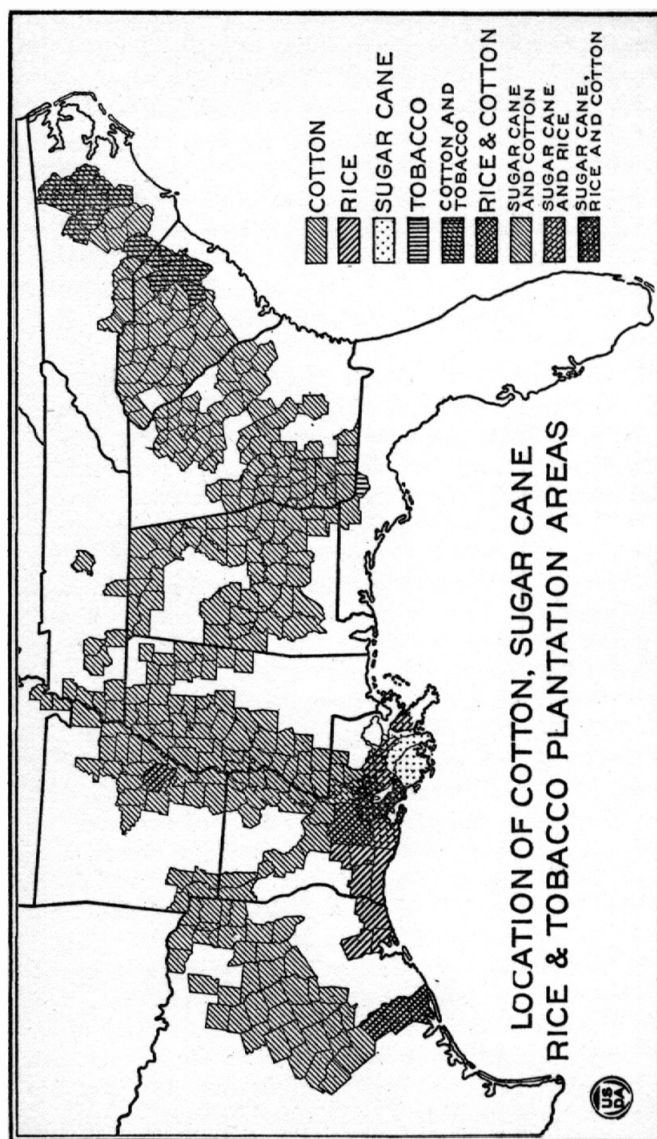 COTTON
RICE
SUGAR CANE
TOBACCO
COTTON AND
TOBACCO
RICE & COTTON
SUGAR CANE
AND COTTON
SUGAR CANE
AND RICE
SUGAR CANE,
RICE AND COTTON
LOCATION OF COTTON, SUGAR CANE
RICE & TOBACCO PLANTATION AREAS
US
DA